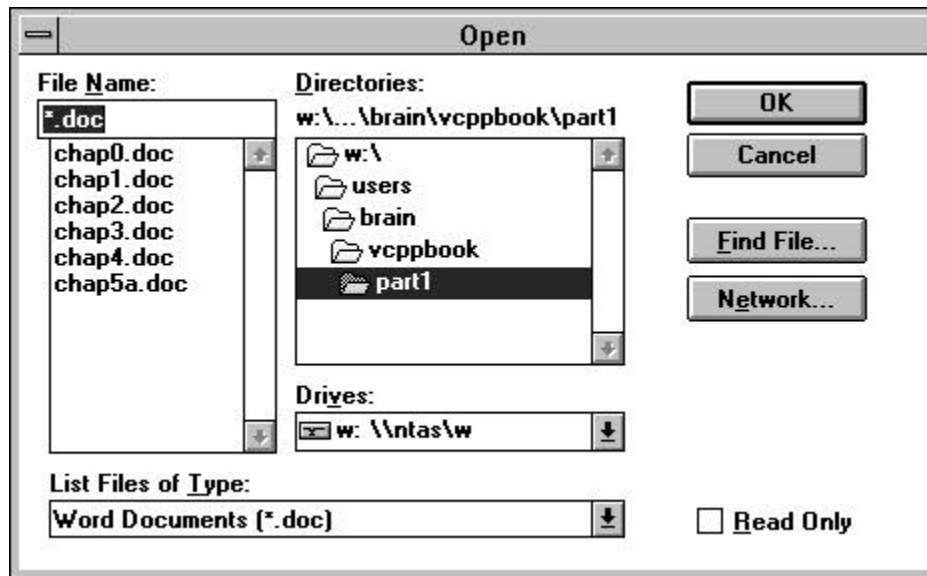 Open
File Name:
*.doc
chap0.doc
chap1.doc
chap2.doc
chap3.doc
chap4.doc
chap5a.doc
Directories:
w:\...\brain\vcppbook\part1
w:\
users
brain
vcppbook
part1
Drives:
w: \\ntas\w
List Files of Type:
Word Documents (*.doc)
OK
Cancel
Find File...
Network...
Read Only